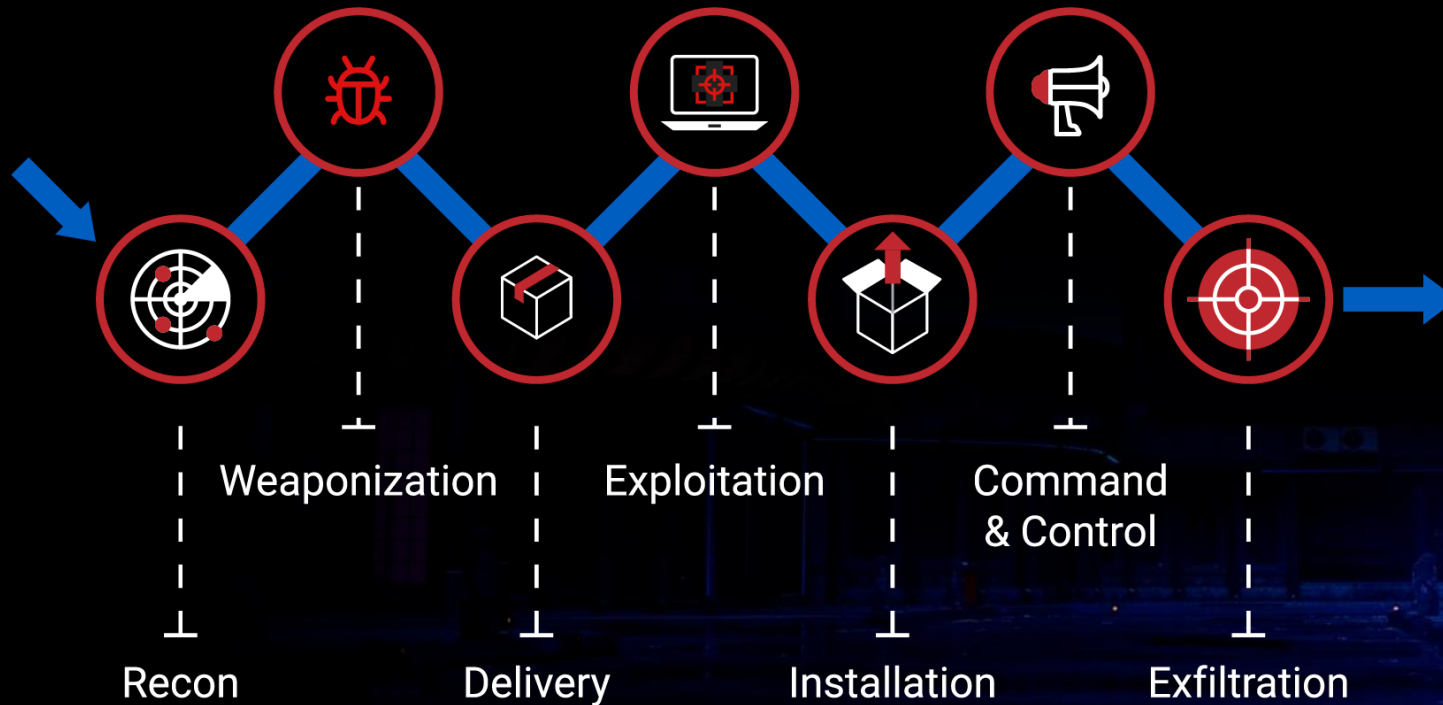 Weaponization
Exploitation
Command
& Control
Recon
Delivery
Installation
Exfiltration